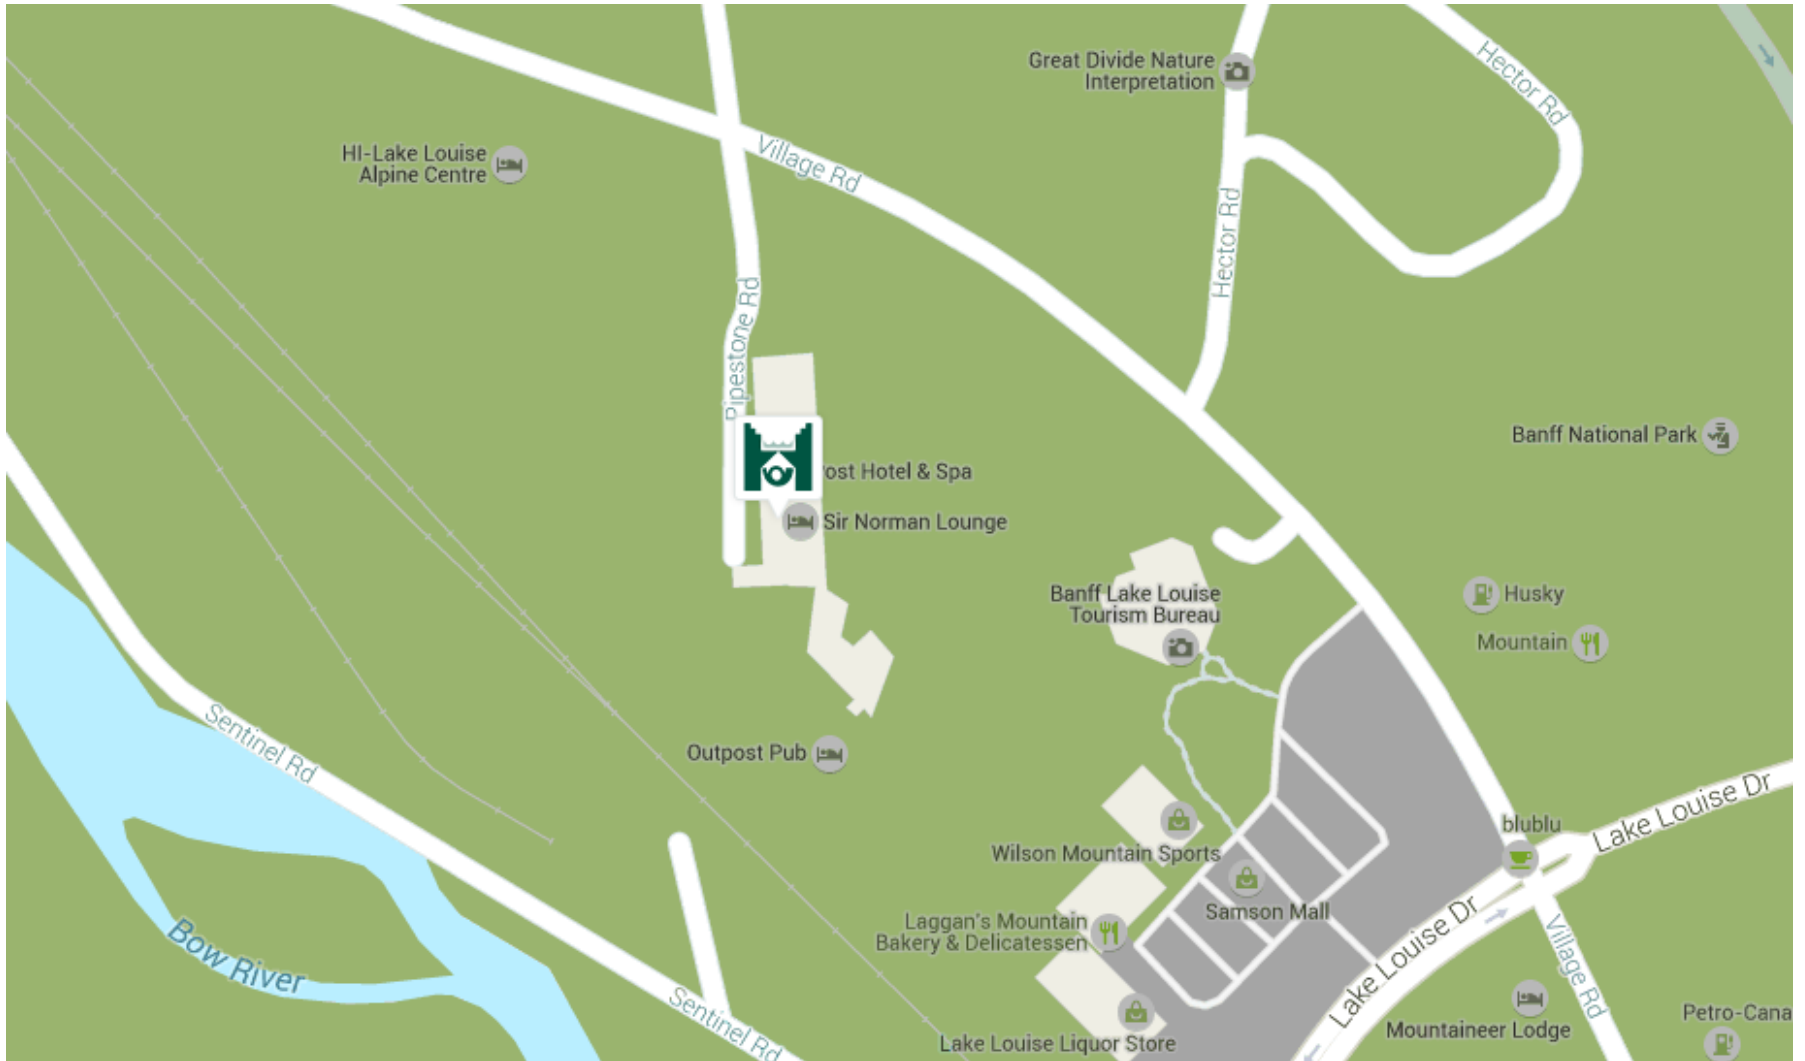 Great Divide Nature
Interpretation
Hector Rd
HI-Lake Louise
Alpine Centre
Village Rd
Hector Rd
Pipestone Rd
Banff National Park
ost Hotel & Spa
Sir Norman Lounge
Banff Lake Louise
Tourism Bureau
Husky
Mountain
Sentinel Rd
Outpost Pub
Lake Louise Dr
blublu
Wilson Mountain Sports
Samson Mall
Laggan's Mountain
Bakery & Delicatessen
Lake Louise Dr
Village Rd
Bow River
Sentinel Rd
Mountaineer Lodge
Petro-Cana
Lake Louise Liquor Store